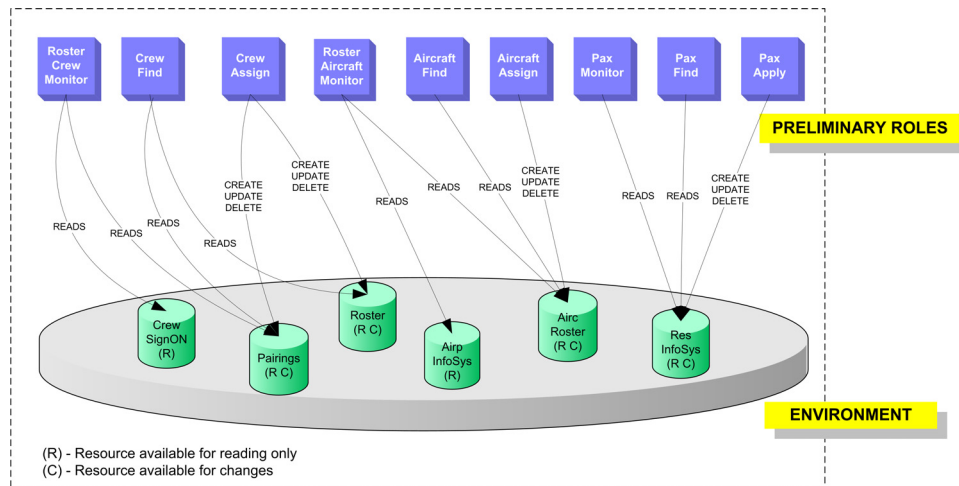 Roster
Crew
Monitor
Crew
Find
Crew
Assign
Roster
Aircraft
Monitor
Aircraft
Find
Aircraft
Assign
Pax
Monitor
Pax
Find
Pax
Apply
PRELIMINARY ROLES
CREATE
UPDATE
DELETE
CREATE
UPDATE
DELETE
CREATE
UPDATE
DELETE
CREATE
UPDATE
DELETE
READS
READS
READS
READS
READS
READS
READS
READS
READS
READS
Crew
SignON
(R)
Pairings
(R C)
Roster
(R C)
Airp
InfoSys
(R)
Airc
Roster
(R C)
Res
InfoSys
(R C)
ENVIRONMENT
(R) - Resource available for reading only
(C) - Resource available for changes